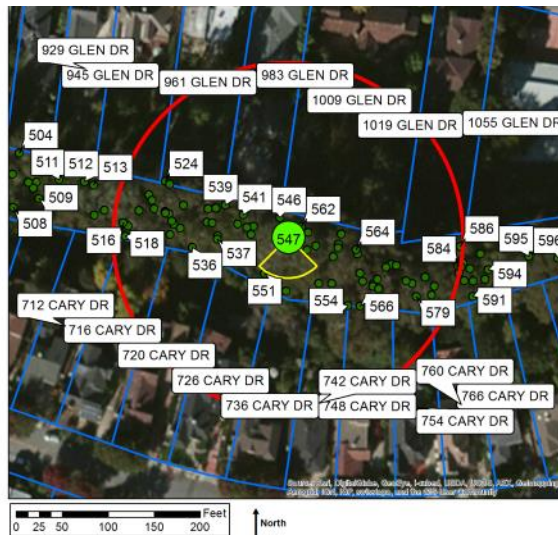 929 GLEN DR
945 GLEN DR
961 GLEN DR
983 GLEN DR
1009 GLEN DR
1019 GLEN DR
1055 GLEN DR
504
511
512
513
524
509
539
541
546
562
508
516
518
547
564
586
584
595
596
536
537
551
594
554
566
579
591
712 CARY DR
716 CARY DR
720 CARY DR
726 CARY DR
736 CARY DR
742 CARY DR
748 CARY DR
760 CARY DR
766 CARY DR
754 CARY DR
0 25 50 100 150 200
Feet
North